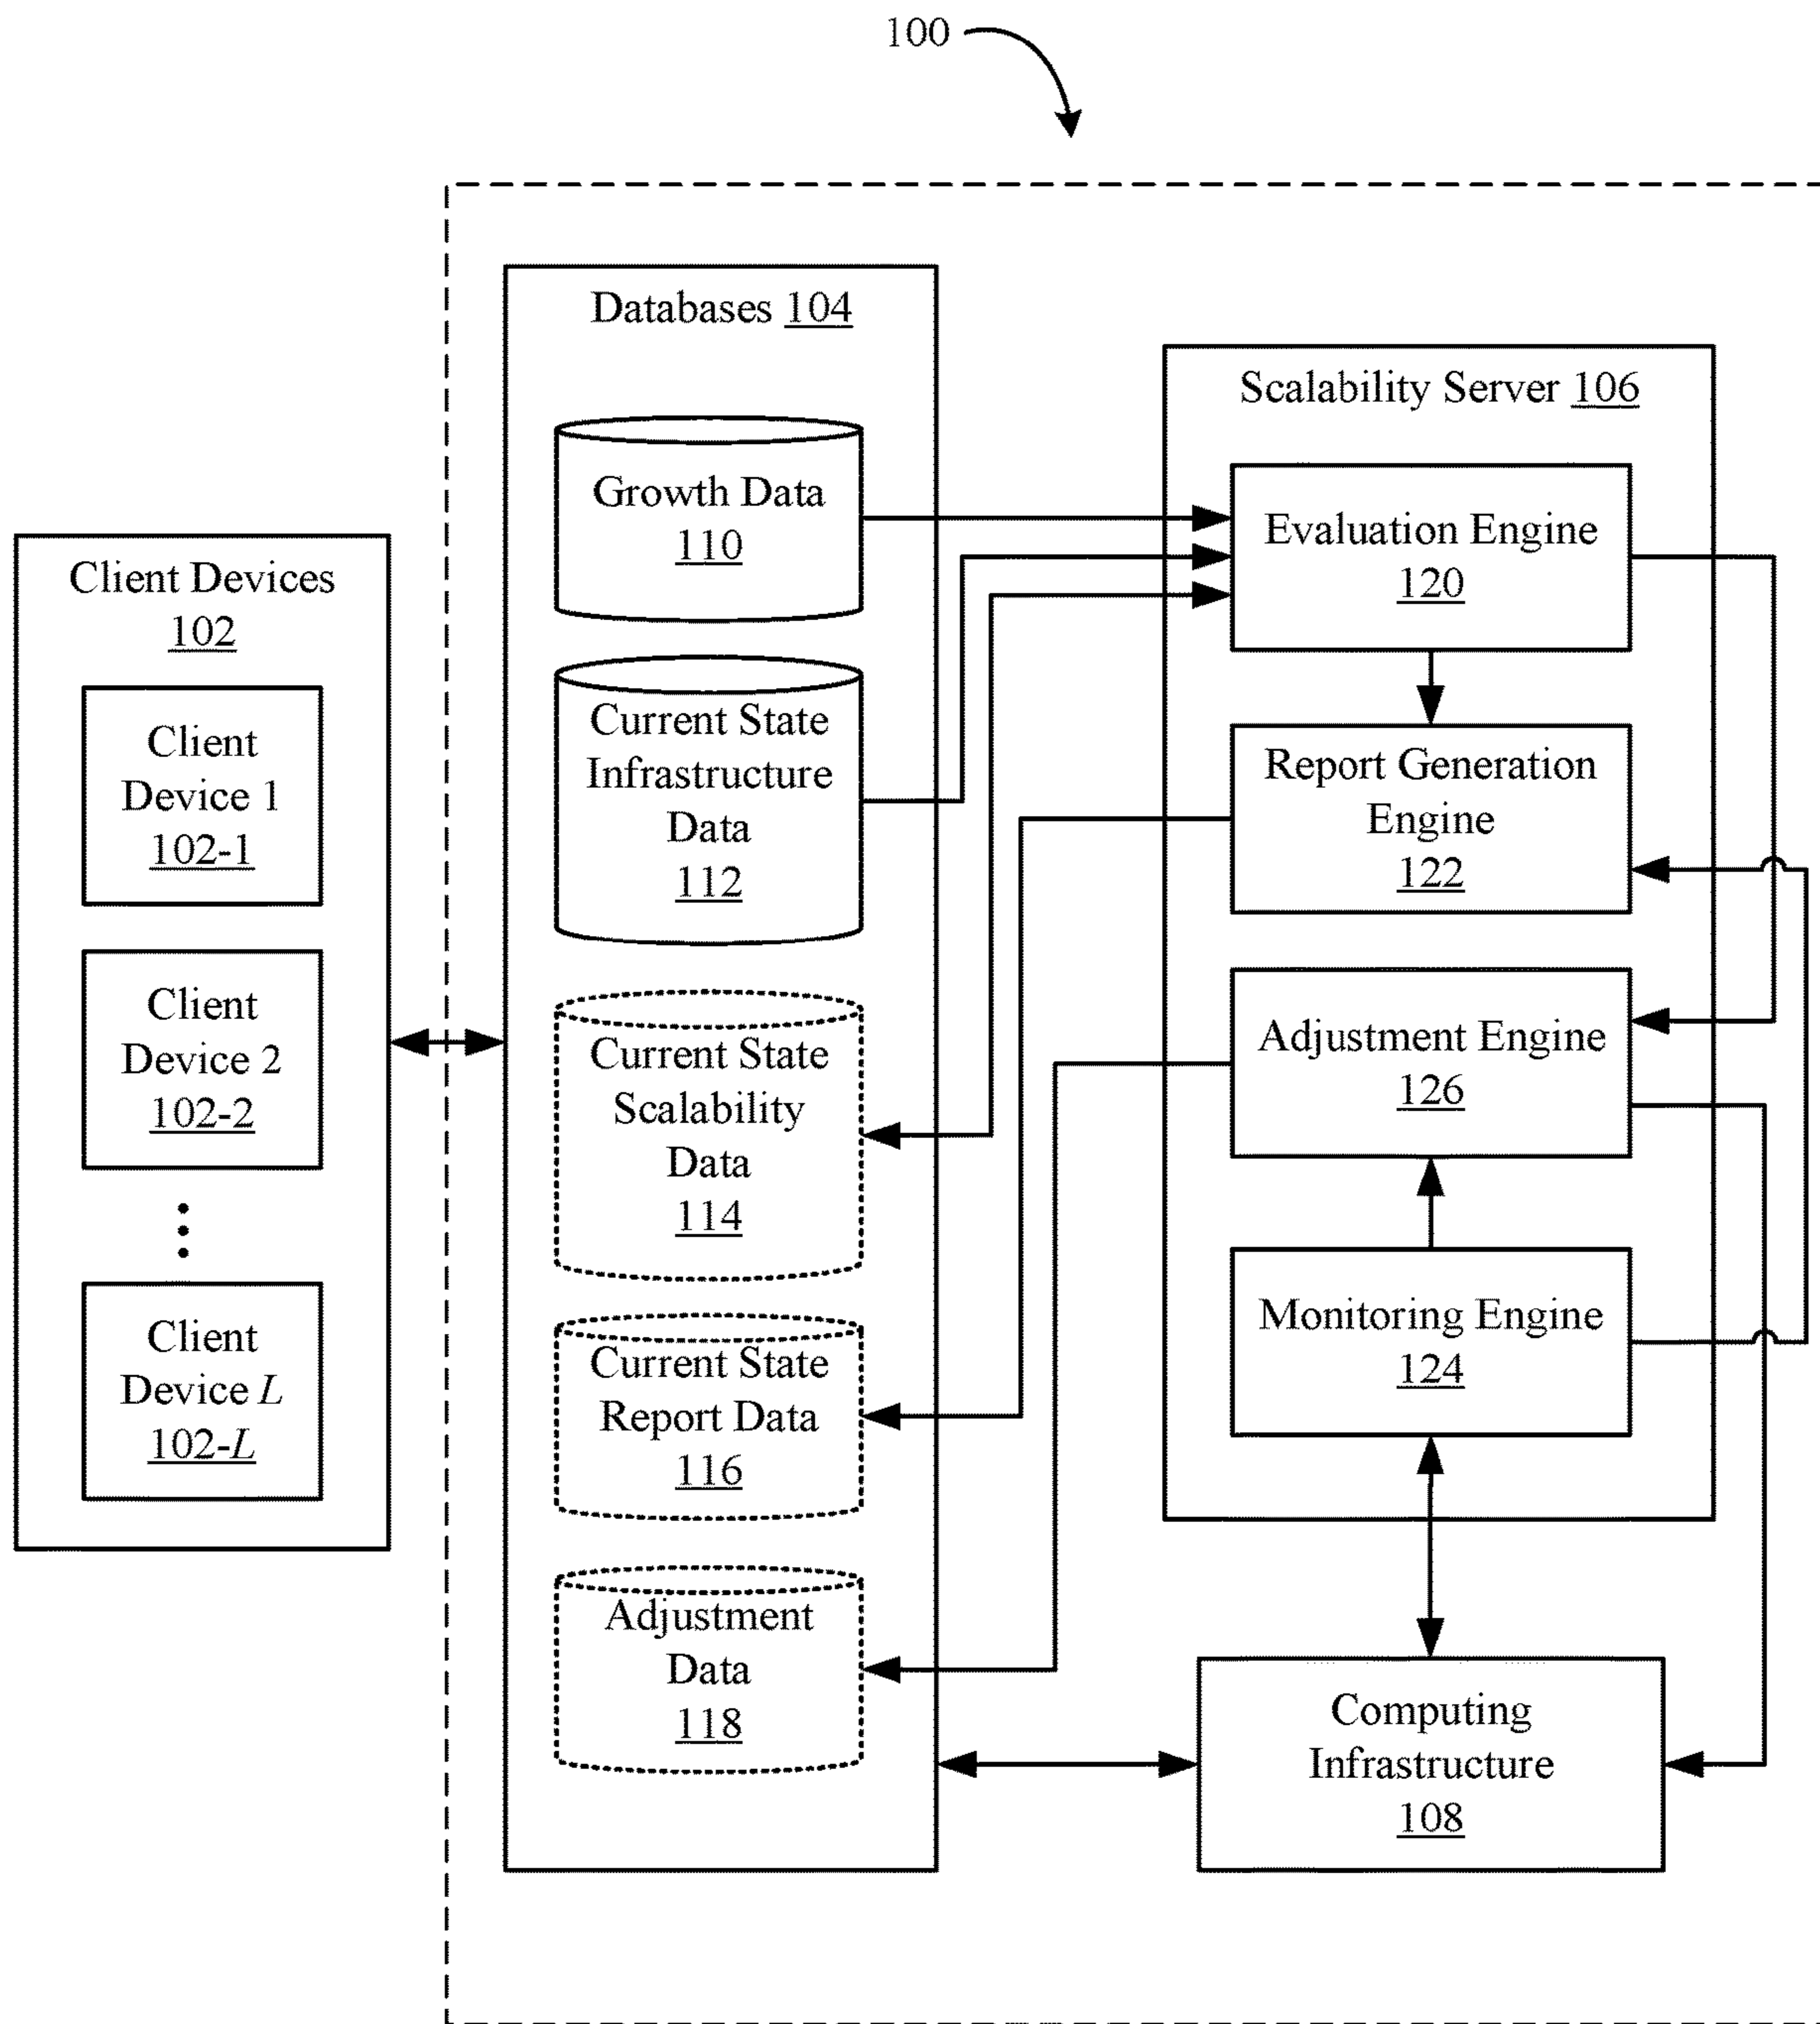 100
Databases 104
Scalability Server 106
Growth Data
110
Evaluation Engine
120
Client Devices
102
Client
Device 1
102-1
Client
Device 2
102-2
Client
Device L
102-L
Current State
Infrastructure
Data
112
Report Generation
Engine
122
Current State
Scalability
Data
114
Adjustment Engine
126
Current State
Report Data
116
Monitoring Engine
124
Adjustment
Data
118
Computing
Infrastructure
108